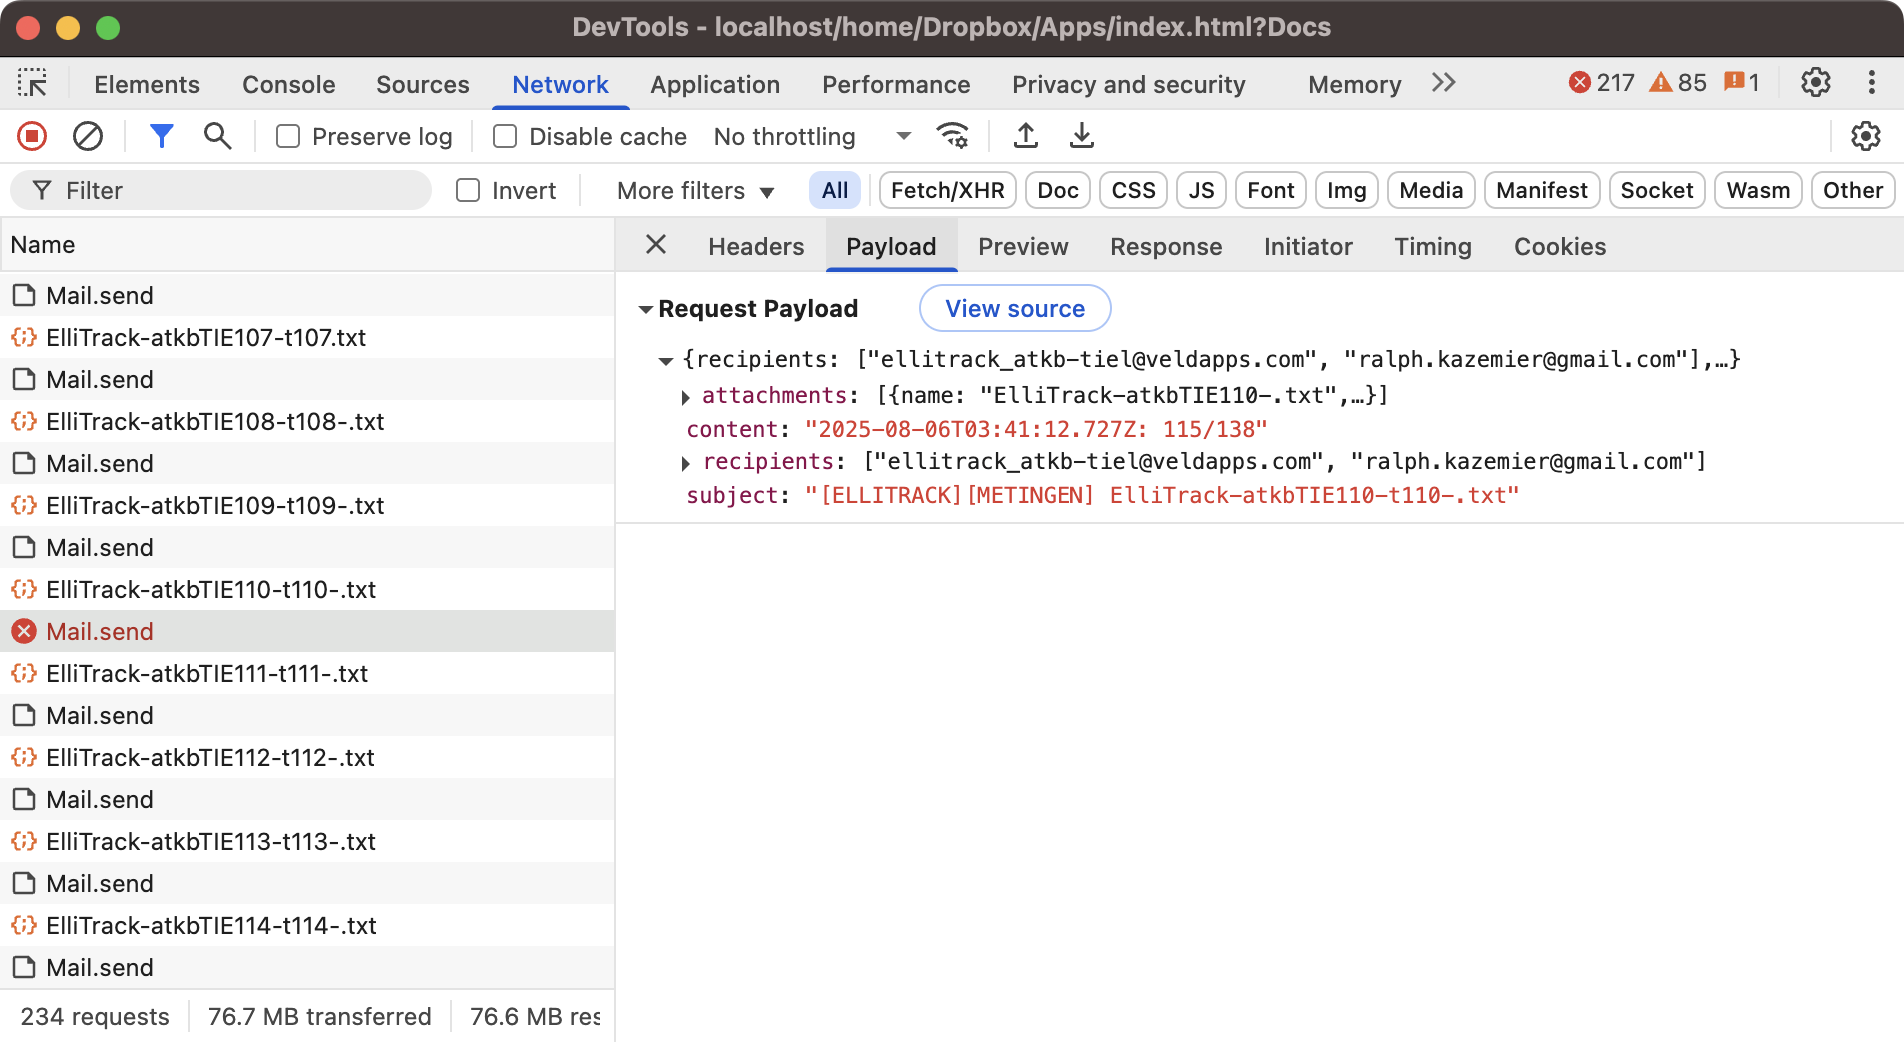 DevTools - localhost/home/Dropbox/Apps/index.html?Docs
Elements Console Sources Network Application Performance Privacy and security Memory 217 85 1
Preserve log Disable cache No throttling
Filter Invert More filters All Fetch/XHR Doc CSS JS Font Img Media Manifest Socket Wasm Other
Name
Headers Payload Preview Response Initiator Timing Cookies
Mail.send
ElliTrack-atkbTIE107-t107.txt
Mail.send
ElliTrack-atkbTIE108-t108-.txt
Mail.send
ElliTrack-atkbTIE109-t109-.txt
Mail.send
ElliTrack-atkbTIE110-t110-.txt
Mail.send
ElliTrack-atkbTIE111-t111-.txt
Mail.send
ElliTrack-atkbTIE112-t112-.txt
Mail.send
ElliTrack-atkbTIE113-t113-.txt
Mail.send
ElliTrack-atkbTIE114-t114-.txt
Mail.send
234 requests 76.7 MB transferred 76.6 MB res
Request Payload View source
{recipients: ["ellitrack_atkb-tiel@veldapps.com", "ralph.kazemier@gmail.com"],…}
attachments: [{name: "ElliTrack-atkbTIE110-.txt",…}]
content: "2025-08-06T03:41:12.727Z: 115/138"
recipients: ["ellitrack_atkb-tiel@veldapps.com", "ralph.kazemier@gmail.com"]
subject: "[ELLITRACK][METINGEN] ElliTrack-atkbTIE110-t110-.txt"